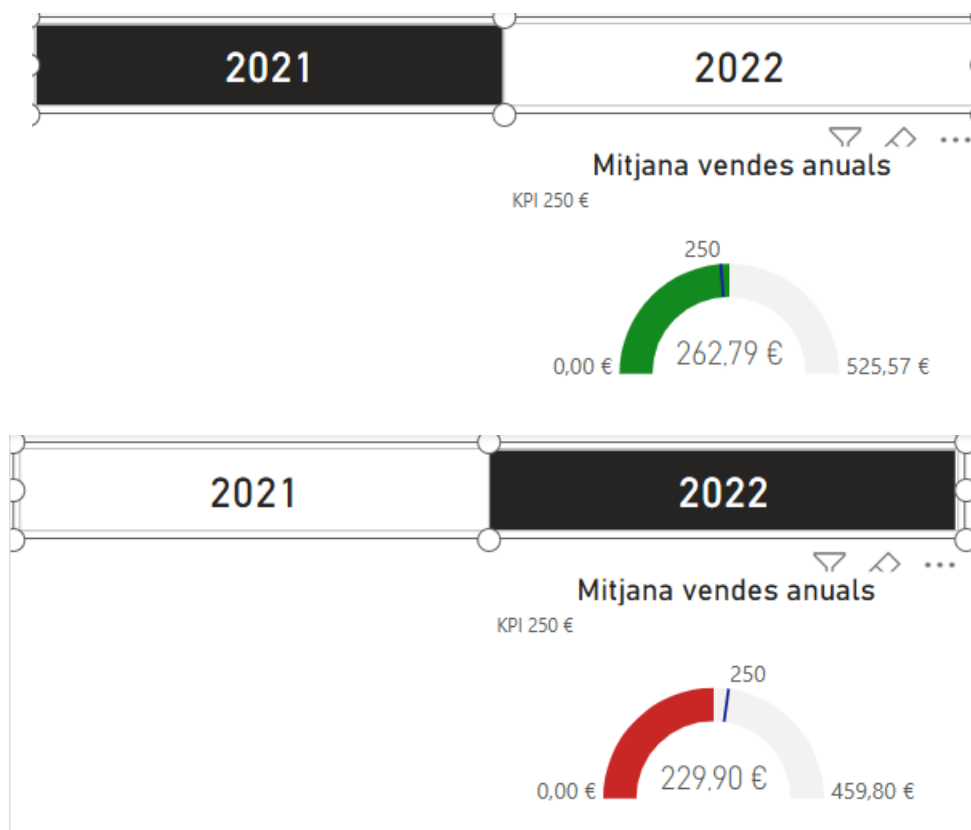 2021 2022
Mitjana vendes anuals
KPI 250 €
250
262,79 €
0,00 € 525,57 €
2021 2022
Mitjana vendes anuals
KPI 250 €
250
229,90 €
0,00 € 459,80 €